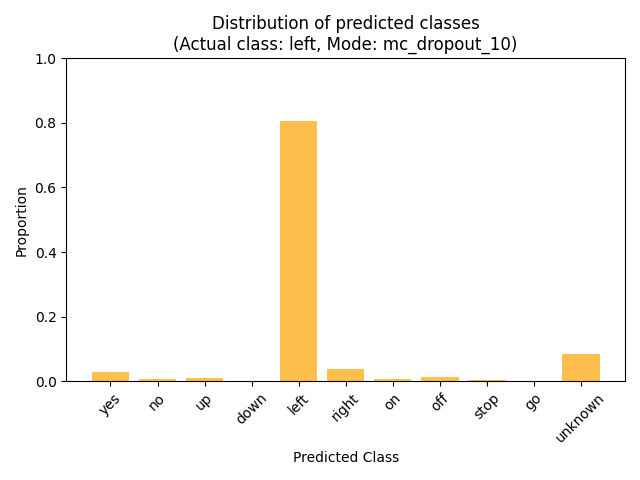 Distribution of predicted classes
(Actual class: left, Mode: mc_dropout_10)
1.0
0.8
0.6
0.4
0.2
0.0
Proportion
yes
no
up
down
left
right
on
off
stop
go
unknown
Predicted Class